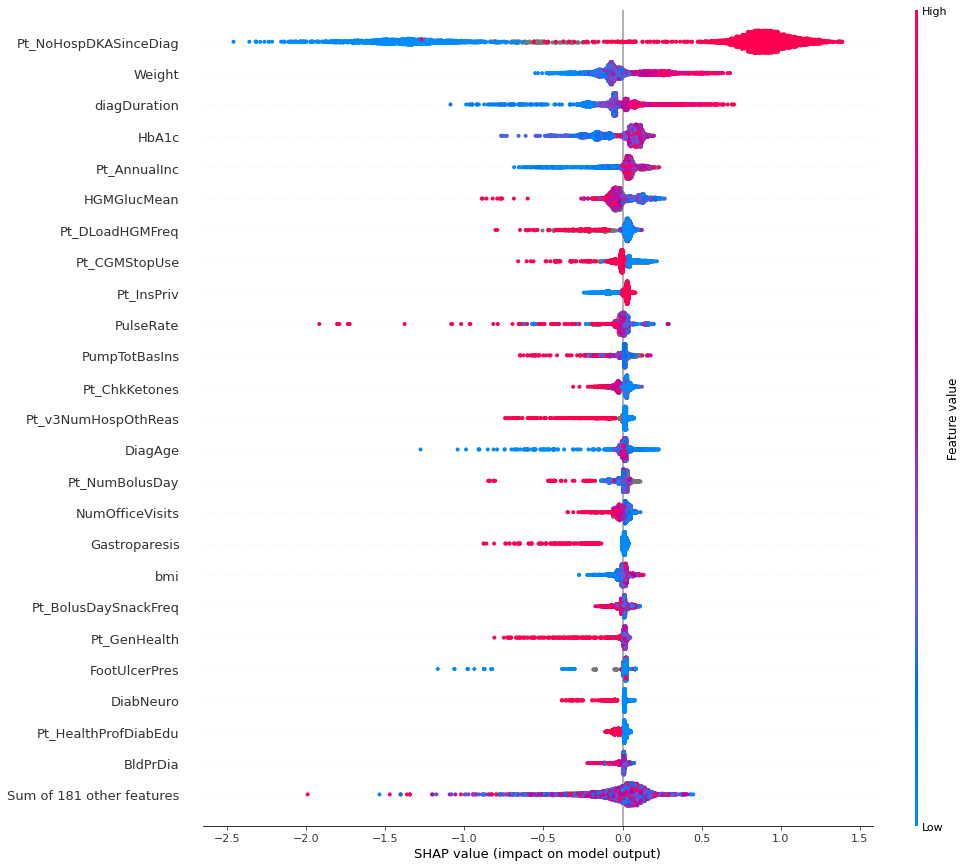 High
Pt_NoHospDKASinceDiag
Weight
diagDuration
HbA1c
Pt_AnnualInc
HGMGlucMean
Pt_DLoadHGMFreq
Pt_CGMStopUse
Pt_InsPriv
PulseRate
PumpTotBasIns
Pt_ChkKetones
Pt_v3NumHospOthReas
DiagAge
Pt_NumBolusDay
NumOfficeVisits
Gastroparesis
bmi
Pt_BolusDaySnackFreq
Pt_GenHealth
FootUlcerPres
DiabNeuro
Pt_HealthProfDiabEdu
BldPrDia
Sum of 181 other features
Feature value
Low
−2.5 −2.0 −1.5 −1.0 −0.5 0.0 0.5 1.0 1.5
SHAP value (impact on model output)